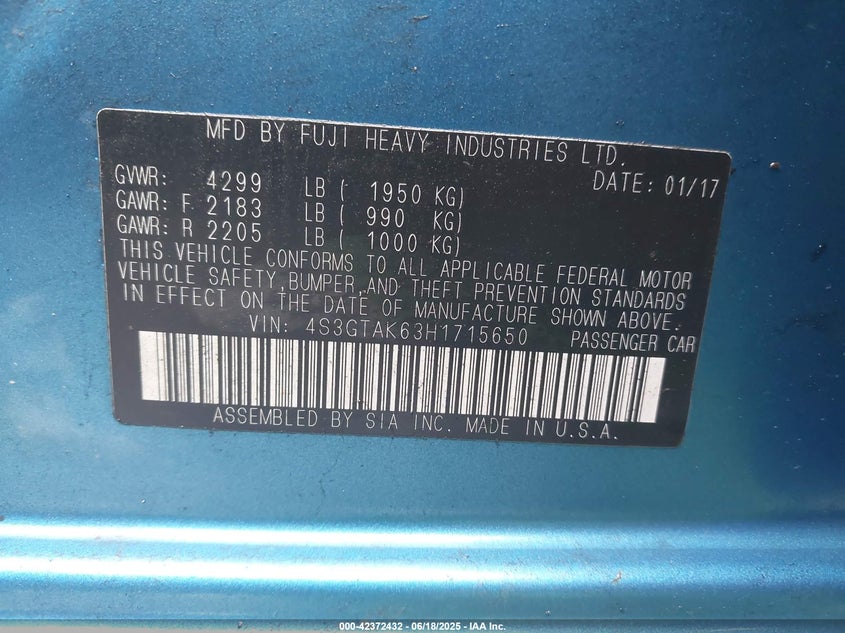 MFD BY FUJI HEAVY INDUSTRIES LTD.
GVWR: 4299 LB ( 1950 KG) DATE: 01/17
GAWR: F 2183 LB ( 990 KG)
GAWR: R 2205 LB ( 1000 KG)
THIS VEHICLE CONFORMS TO ALL APPLICABLE FEDERAL MOTOR
VEHICLE SAFETY,BUMPER,AND THEFT PREVENTION STANDARDS
IN EFFECT ON THE DATE OF MANUFACTURE SHOWN ABOVE.
VIN: 4S3GTAK63H1715650 PASSENGER CAR
ASSEMBLED BY SIA INC. MADE IN U.S.A.
000-42372432 - 06/18/2025 - IAA Inc.